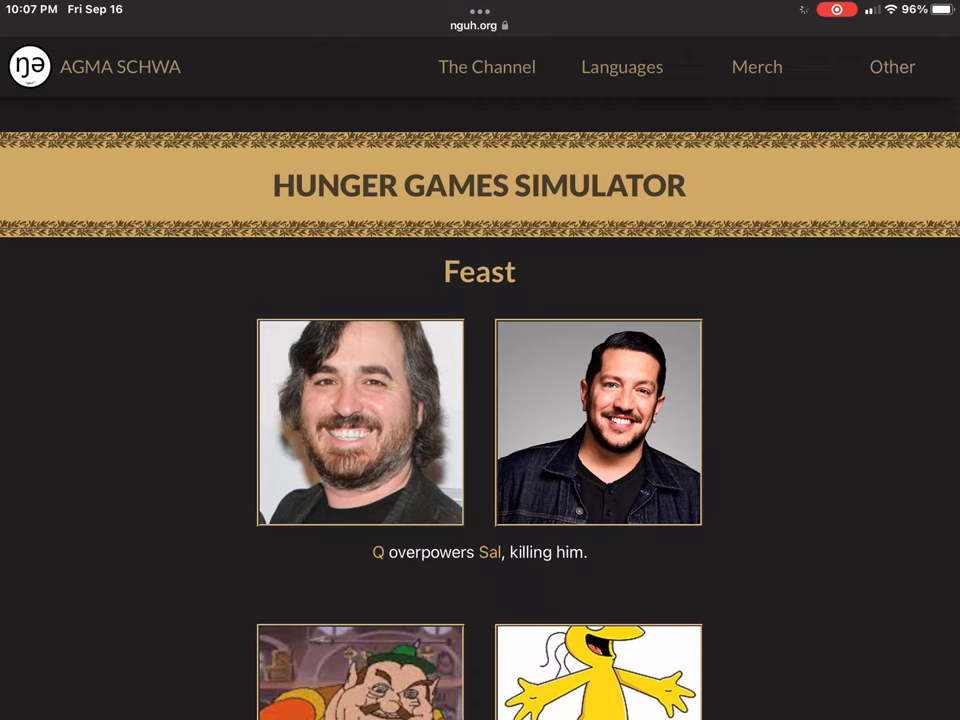 10:07 PM Fri Sep 16
96%
nguh.org
ŋə AGMA SCHWA
The Channel
Languages
Merch
Other
HUNGER GAMES SIMULATOR
Feast
Q overpowers Sal, killing him.